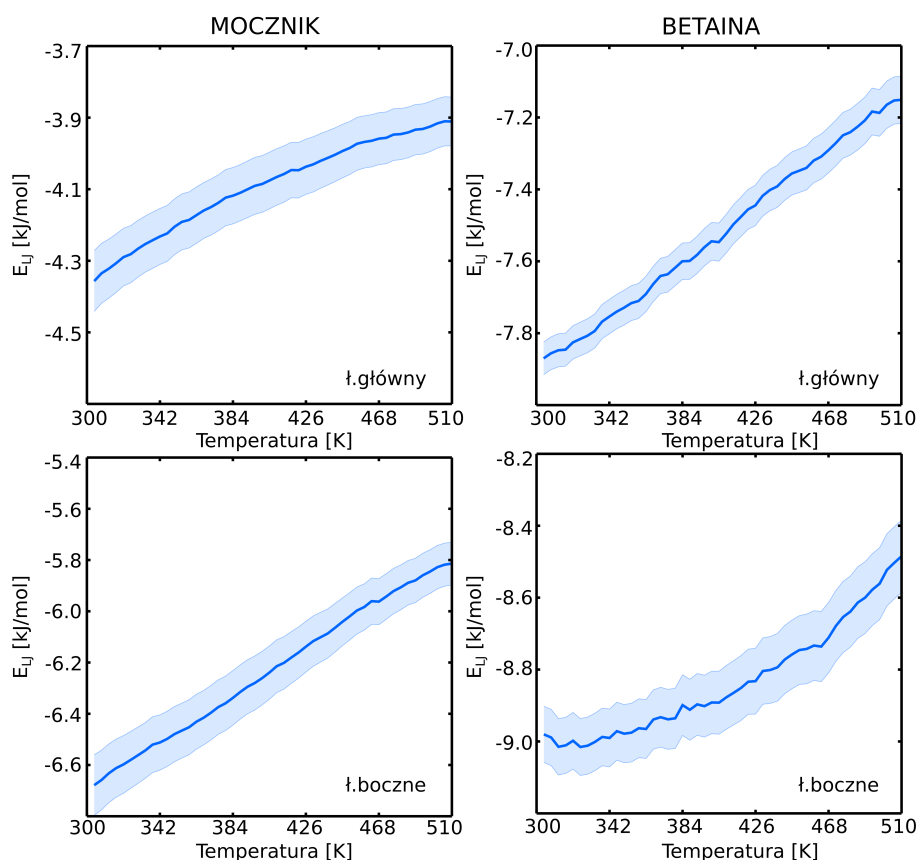 MOCZNIK
-3.7
-3.9
-4.1
-4.3
-4.5
E_LJ [kJ/mol]
ł.główny
300 342 384 426 468 510
Temperatura [K]
BETAINA
-7.0
-7.2
-7.4
-7.6
-7.8
E_LJ [kJ/mol]
ł.główny
300 342 384 426 468 510
Temperatura [K]
-5.4
-5.6
-5.8
-6.0
-6.2
-6.4
-6.6
E_LJ [kJ/mol]
ł.boczne
300 342 384 426 468 510
Temperatura [K]
-8.2
-8.4
-8.6
-8.8
-9.0
E_LJ [kJ/mol]
ł.boczne
300 342 384 426 468 510
Temperatura [K]